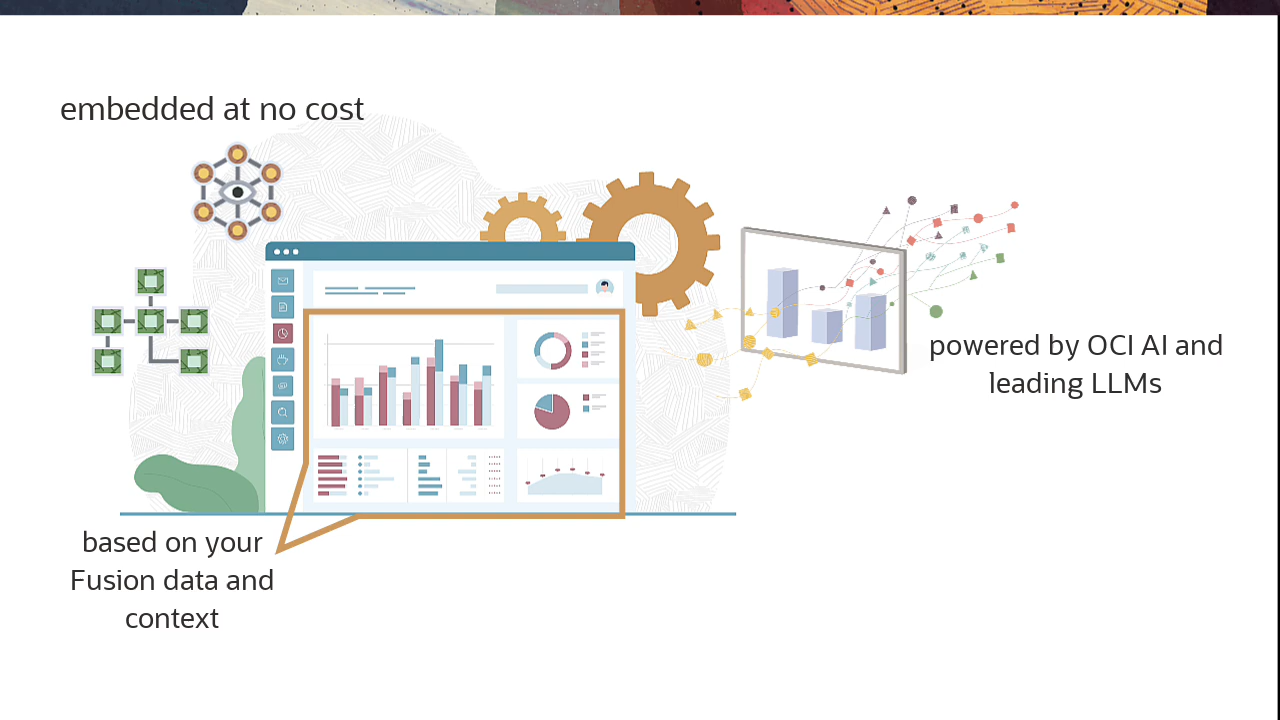 embedded at no cost
powered by OCI AI and
leading LLMs
based on your
Fusion data and
context